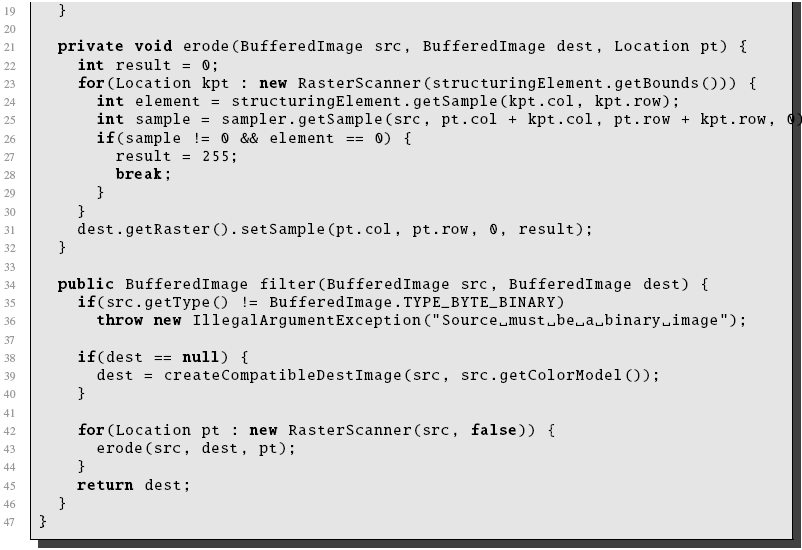 19 }
20
21 private void erode(BufferedImage src, BufferedImage dest, Location pt) {
22 int result = 0;
23 for(Location kpt : new RasterScanner(structuringElement.getBounds())) {
24 int element = structuringElement.getSample(kpt.col, kpt.row);
25 int sample = sampler.getSample(src, pt.col + kpt.col, pt.row + kpt.row, 0)
26 if(sample != 0 && element == 0) {
27 result = 255;
28 break;
29 }
30 }
31 dest.getRaster().setSample(pt.col, pt.row, 0, result);
32 }
33
34 public BufferedImage filter(BufferedImage src, BufferedImage dest) {
35 if(src.getType() != BufferedImage.TYPE_BYTE_BINARY)
36 throw new IllegalArgumentException("Source␣must␣be␣a␣binary␣image");
37
38 if(dest == null) {
39 dest = createCompatibleDestImage(src, src.getColorModel());
40 }
41
42 for(Location pt : new RasterScanner(src, false)) {
43 erode(src, dest, pt);
44 }
45 return dest;
46 }
47 }